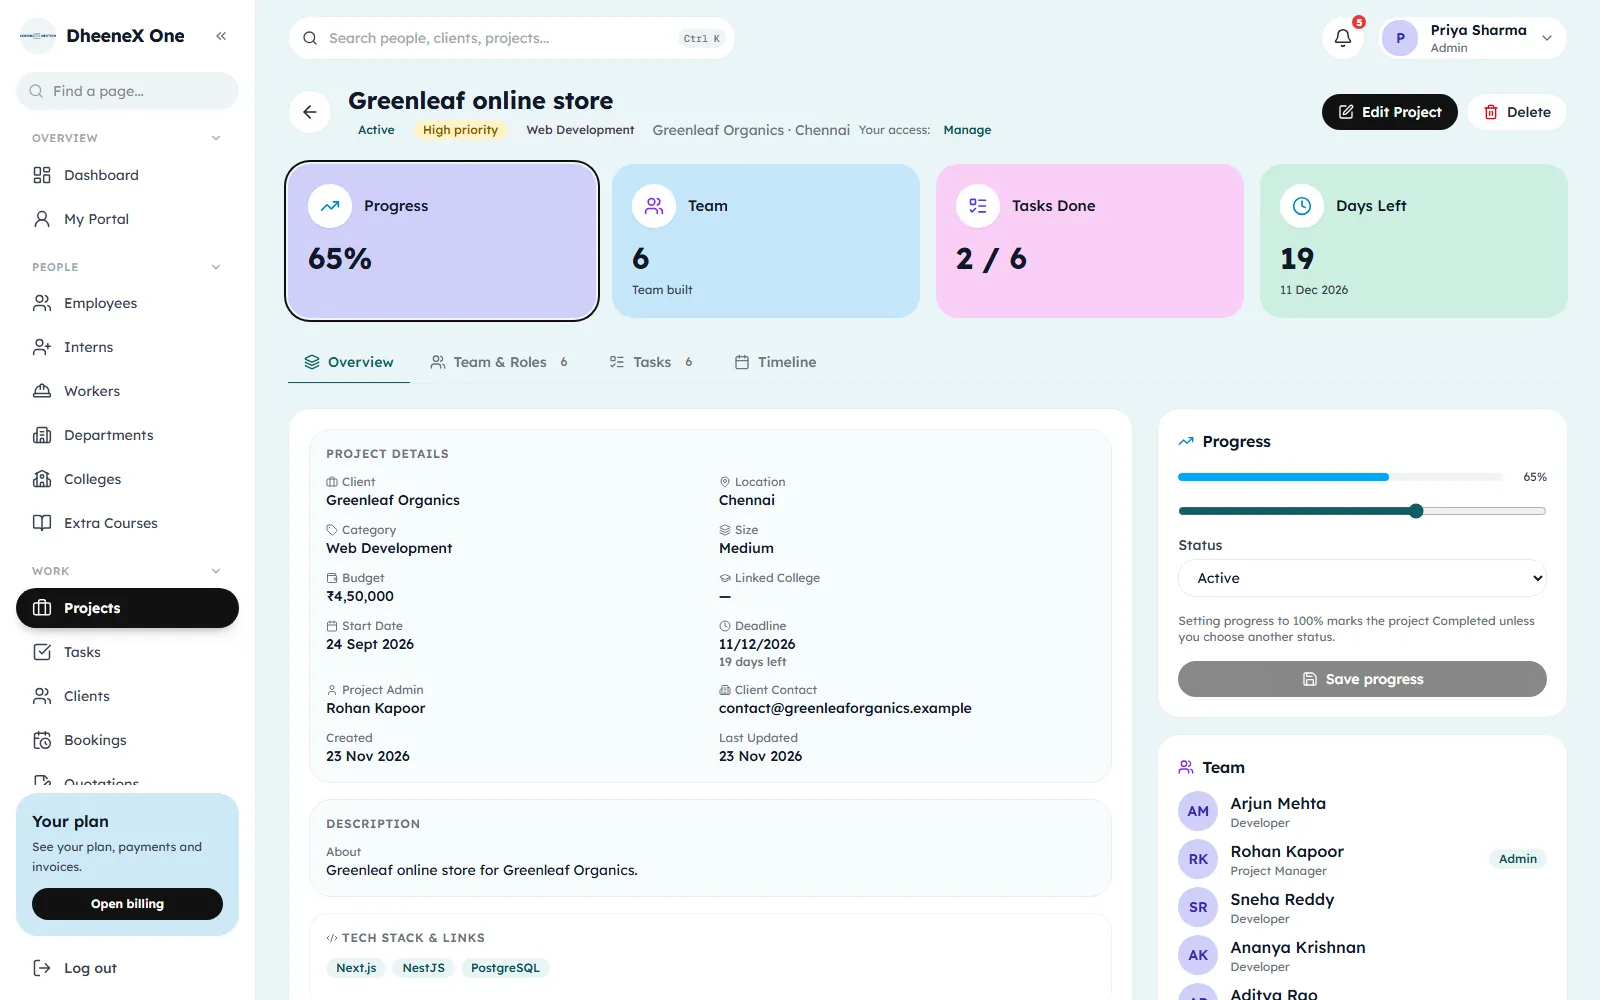 DheeneX One
Find a page...
OVERVIEW
Dashboard
My Portal
PEOPLE
Employees
Interns
Workers
Departments
Colleges
Extra Courses
WORK
Projects
Tasks
Clients
Bookings
Quotations
Your plan
See your plan, payments and
invoices.
Open billing
Log out
Search people, clients, projects...
Ctrl K
5
P
Priya Sharma
Admin
Greenleaf online store
Active High priority Web Development Greenleaf Organics · Chennai Your access: Manage
Edit Project
Delete
Progress
65%
Team
6
Team built
Tasks Done
2 / 6
Days Left
19
11 Dec 2026
Overview
Team & Roles 6
Tasks 6
Timeline
PROJECT DETAILS
Client
Greenleaf Organics
Location
Chennai
Category
Web Development
Size
Medium
Budget
₹4,50,000
Linked College
—
Start Date
24 Sept 2026
Deadline
11/12/2026
19 days left
Project Admin
Rohan Kapoor
Client Contact
contact@greenleaforganics.example
Created
23 Nov 2026
Last Updated
23 Nov 2026
DESCRIPTION
About
Greenleaf online store for Greenleaf Organics.
</> TECH STACK & LINKS
Next.js NestJS PostgreSQL
Progress
65%
Status
Active
Setting progress to 100% marks the project Completed unless
you choose another status.
Save progress
Team
AM
Arjun Mehta
Developer
RK
Rohan Kapoor
Project Manager
Admin
SR
Sneha Reddy
Developer
AK
Ananya Krishnan
Developer
Aditya Rao